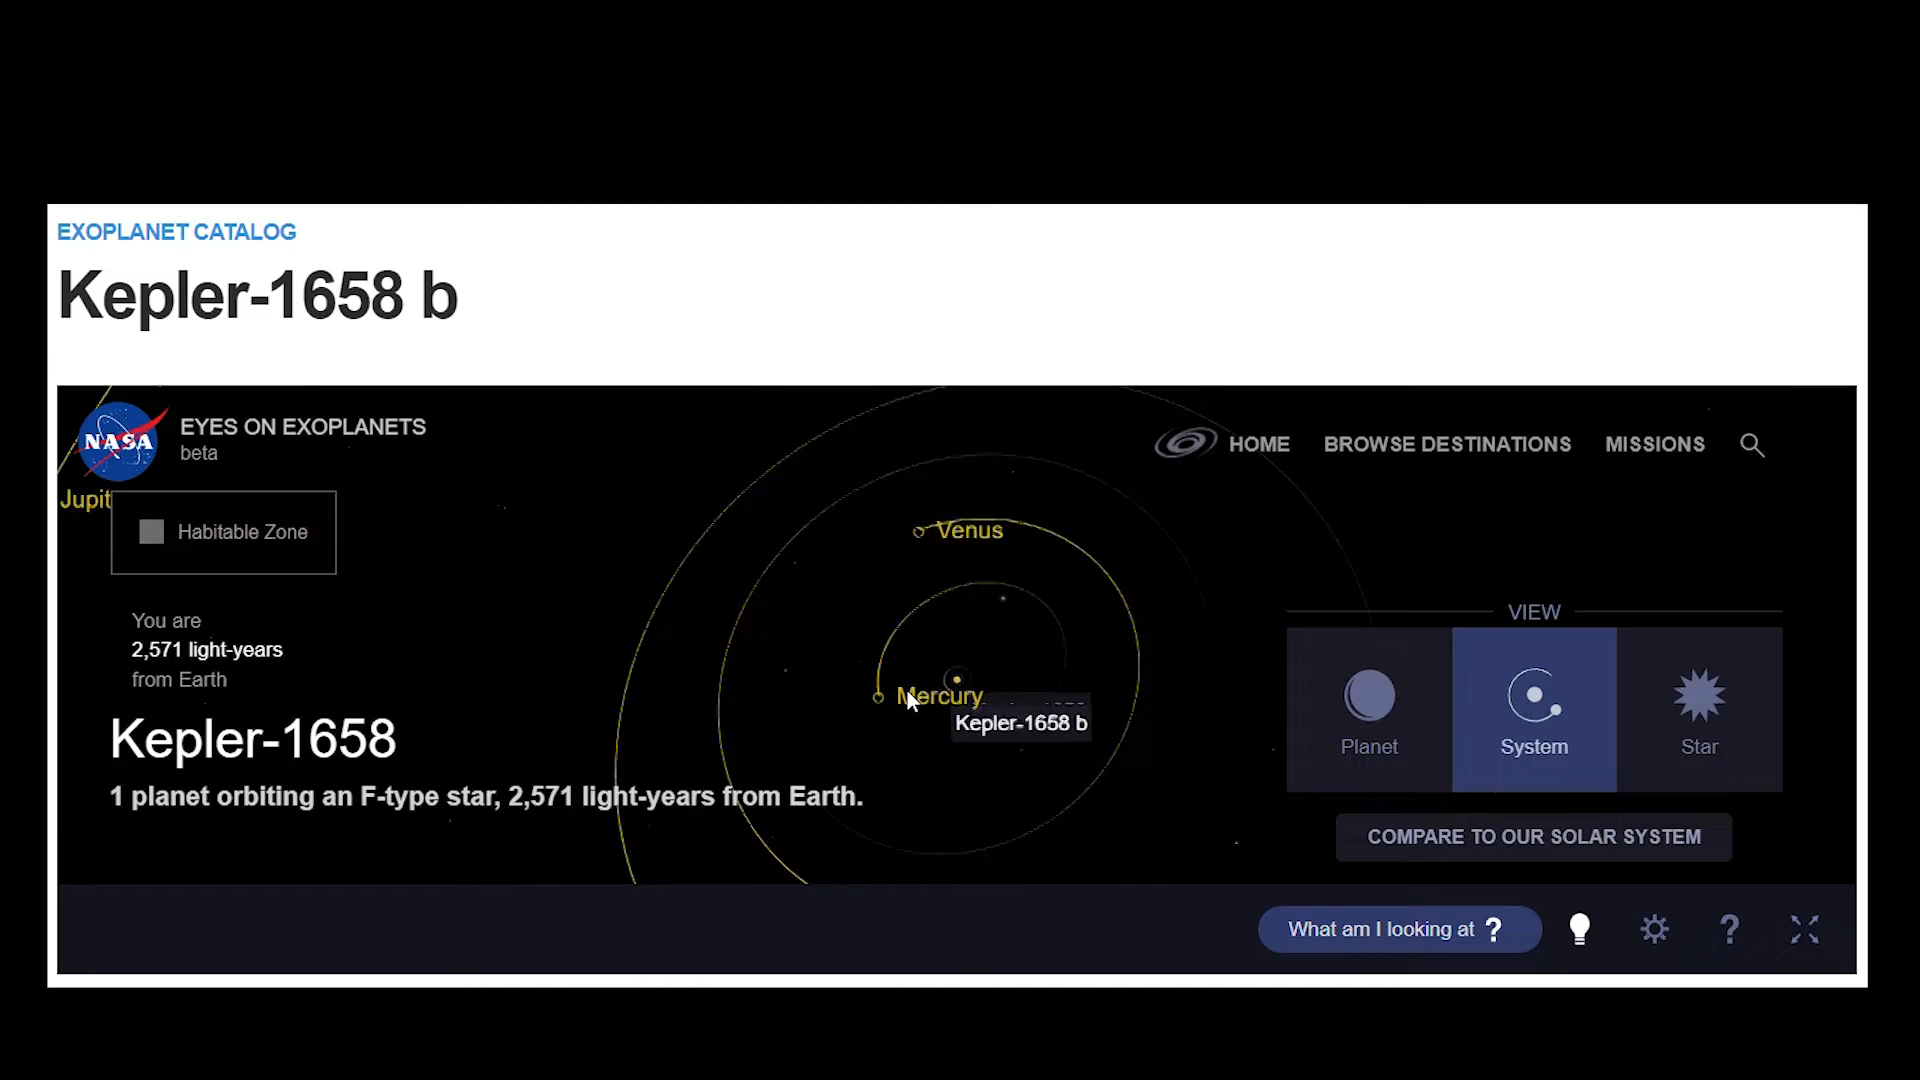 EXOPLANET CATALOG
Kepler-1658 b
NASA
EYES ON EXOPLANETS
beta
HOME
BROWSE DESTINATIONS
MISSIONS
Jupit
Habitable Zone
Venus
You are
2,571 light-years
from Earth
Mercury
Kepler-1658 b
Kepler-1658
1 planet orbiting an F-type star, 2,571 light-years from Earth.
VIEW
Planet
System
Star
COMPARE TO OUR SOLAR SYSTEM
What am I looking at ?
?